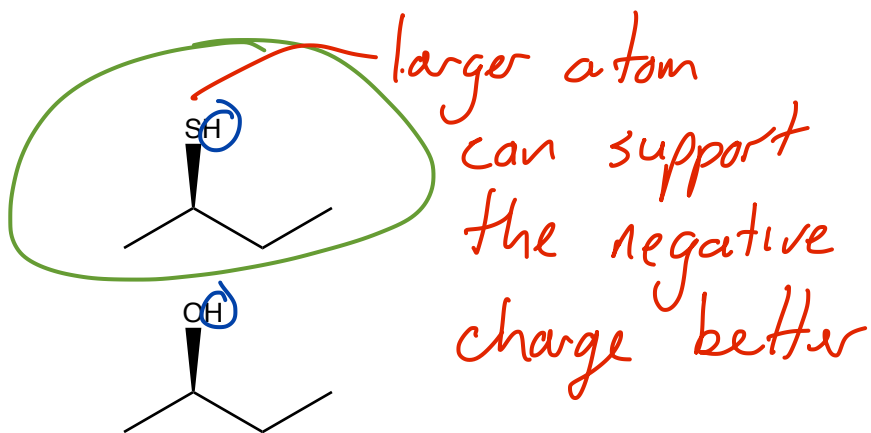 larger atom
SH
can support
the negative
OH
charge better